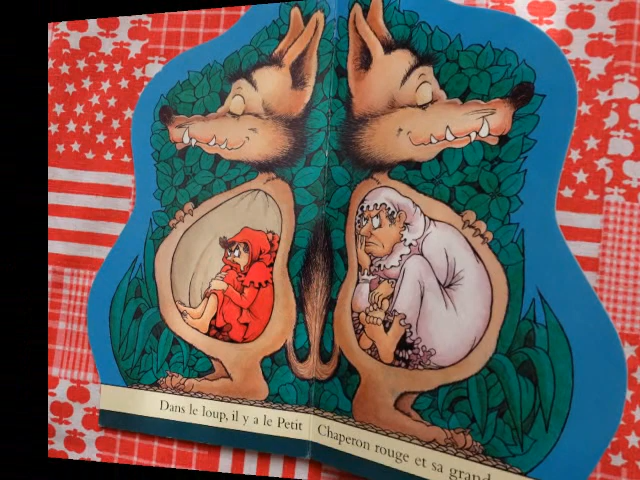 Dans le loup, il y a le Petit Chaperon rouge et sa grand